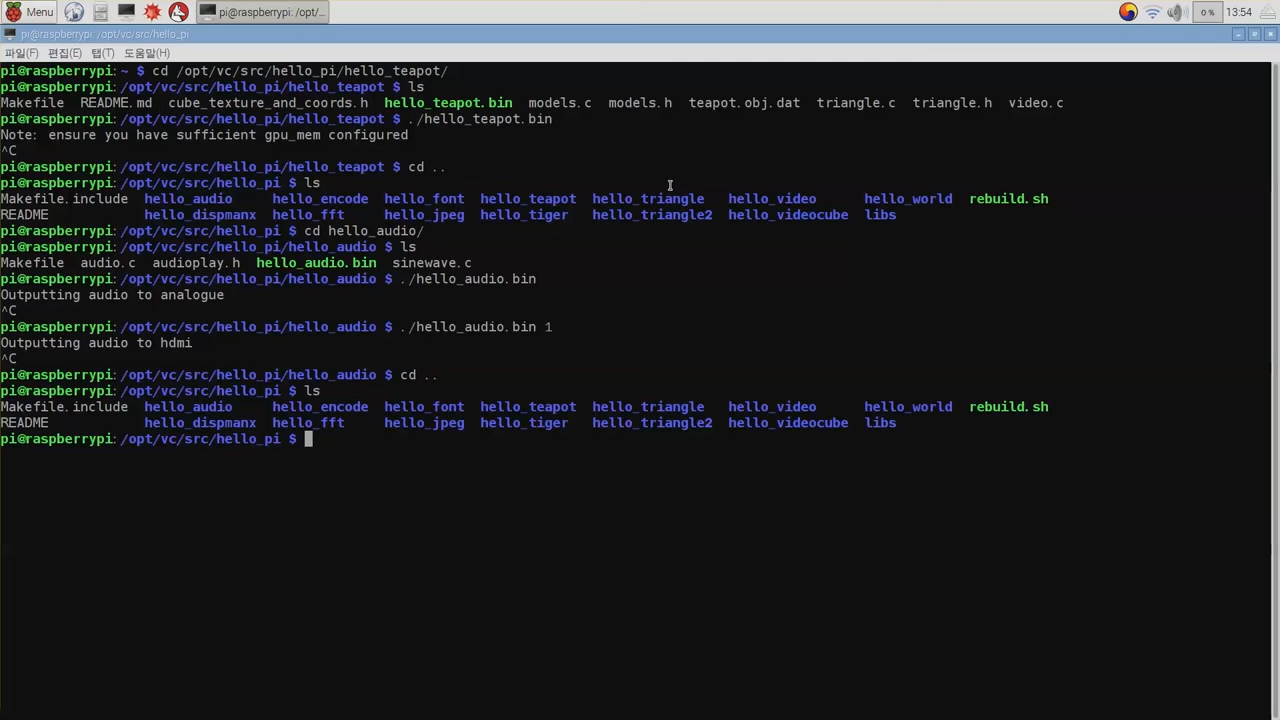 Menu pi@raspberrypi: /opt/... 0 % 13:54
pi@raspberrypi: /opt/vc/src/hello_pi
파일(F) 편집(E) 탭(T) 도움말(H)
pi@raspberrypi: ~ $ cd /opt/vc/src/hello_pi/hello_teapot/
pi@raspberrypi: /opt/vc/src/hello_pi/hello_teapot $ ls
Makefile README.md cube_texture_and_coords.h hello_teapot.bin models.c models.h teapot.obj.dat triangle.c triangle.h video.c
pi@raspberrypi: /opt/vc/src/hello_pi/hello_teapot $ ./hello_teapot.bin
Note: ensure you have sufficient gpu_mem configured
^C
pi@raspberrypi: /opt/vc/src/hello_pi/hello_teapot $ cd ..
pi@raspberrypi: /opt/vc/src/hello_pi $ ls
Makefile.include hello_audio hello_encode hello_font hello_teapot hello_triangle hello_video hello_world rebuild.sh
README hello_dispmanx hello_fft hello_jpeg hello_tiger hello_triangle2 hello_videocube libs
pi@raspberrypi: /opt/vc/src/hello_pi $ cd hello_audio/
pi@raspberrypi: /opt/vc/src/hello_pi/hello_audio $ ls
Makefile audio.c audioplay.h hello_audio.bin sinewave.c
pi@raspberrypi: /opt/vc/src/hello_pi/hello_audio $ ./hello_audio.bin
Outputting audio to analogue
^C
pi@raspberrypi: /opt/vc/src/hello_pi/hello_audio $ ./hello_audio.bin 1
Outputting audio to hdmi
^C
pi@raspberrypi: /opt/vc/src/hello_pi/hello_audio $ cd ..
pi@raspberrypi: /opt/vc/src/hello_pi $ ls
Makefile.include hello_audio hello_encode hello_font hello_teapot hello_triangle hello_video hello_world rebuild.sh
README hello_dispmanx hello_fft hello_jpeg hello_tiger hello_triangle2 hello_videocube libs
pi@raspberrypi: /opt/vc/src/hello_pi $